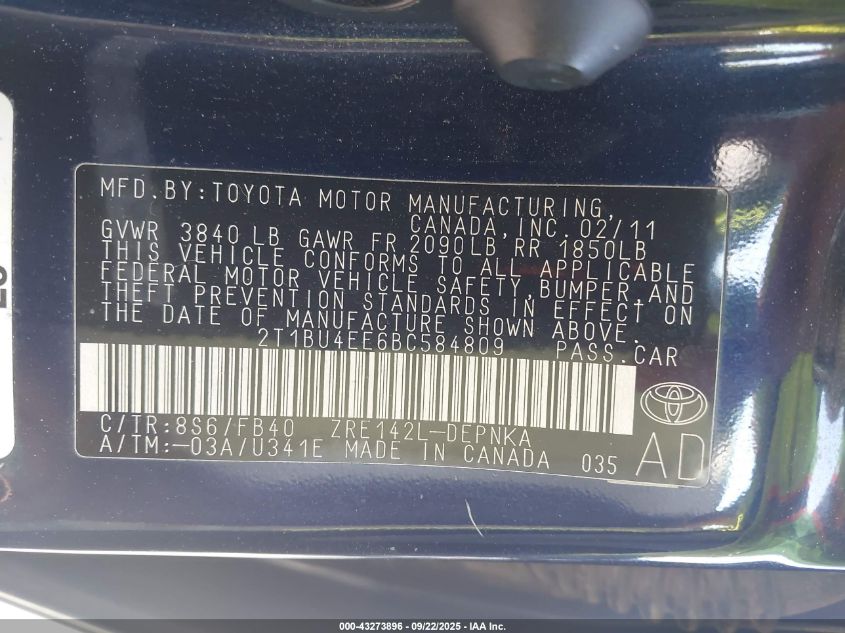 MFD.BY:TOYOTA MOTOR MANUFACTURING,
CANADA,INC. 02/11
GVWR 3840 LB GAWR FR 2090LB RR 1850LB
THIS VEHICLE CONFORMS TO ALL APPLICABLE
FEDERAL MOTOR VEHICLE SAFETY,BUMPER,AND
THEFT PREVENTION STANDARDS IN EFFECT ON
THE DATE OF MANUFACTURE SHOWN ABOVE.
2T1BU4EE6BC584809 PASS.CAR
C/TR:8S6/FB40 ZRE142L-DEPNKA
A/TM:-03A/U341E MADE IN CANADA 035
AD
000-43273896 - 09/22/2025 - IAA Inc.